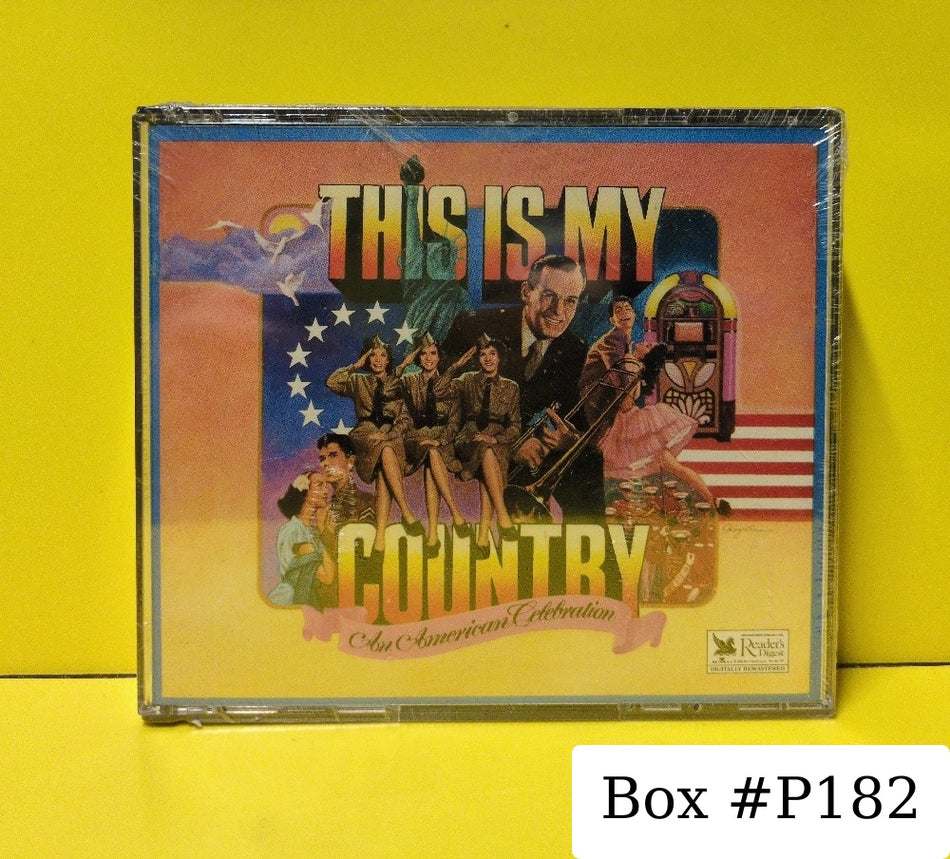 THIS IS MY
COUNTRY
An American Celebration
Reader's
Digest
DIGITALLY REMASTERED
Box #P182